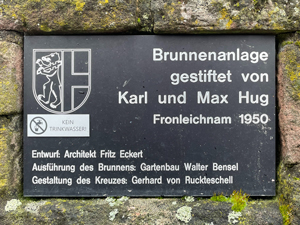 Brunnenanlage
gestiftet von
Karl und Max Hug
Fronleichnam 1950
KEIN
TRINKWASSER!
Entwurf: Architekt Fritz Eckert
Ausführung des Brunnens: Gartenbau Walter Bensel
Gestaltung des Kreuzes: Gerhard von Ruckteschell